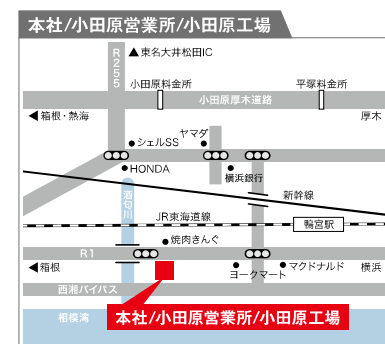 本社/小田原営業所/小田原工場
R255
▲東名大井松田IC
小田原料金所
平塚料金所
小田原厚木道路
◀箱根・熱海
厚木
シェルSS
ヤマダ
HONDA
横浜銀行
酒匂川
新幹線
JR東海道線
鴨宮駅
焼肉きんぐ
R1
◀箱根
ヨークマート
マクドナルド
横浜
西湘バイパス
相模湾
本社/小田原営業所/小田原工場